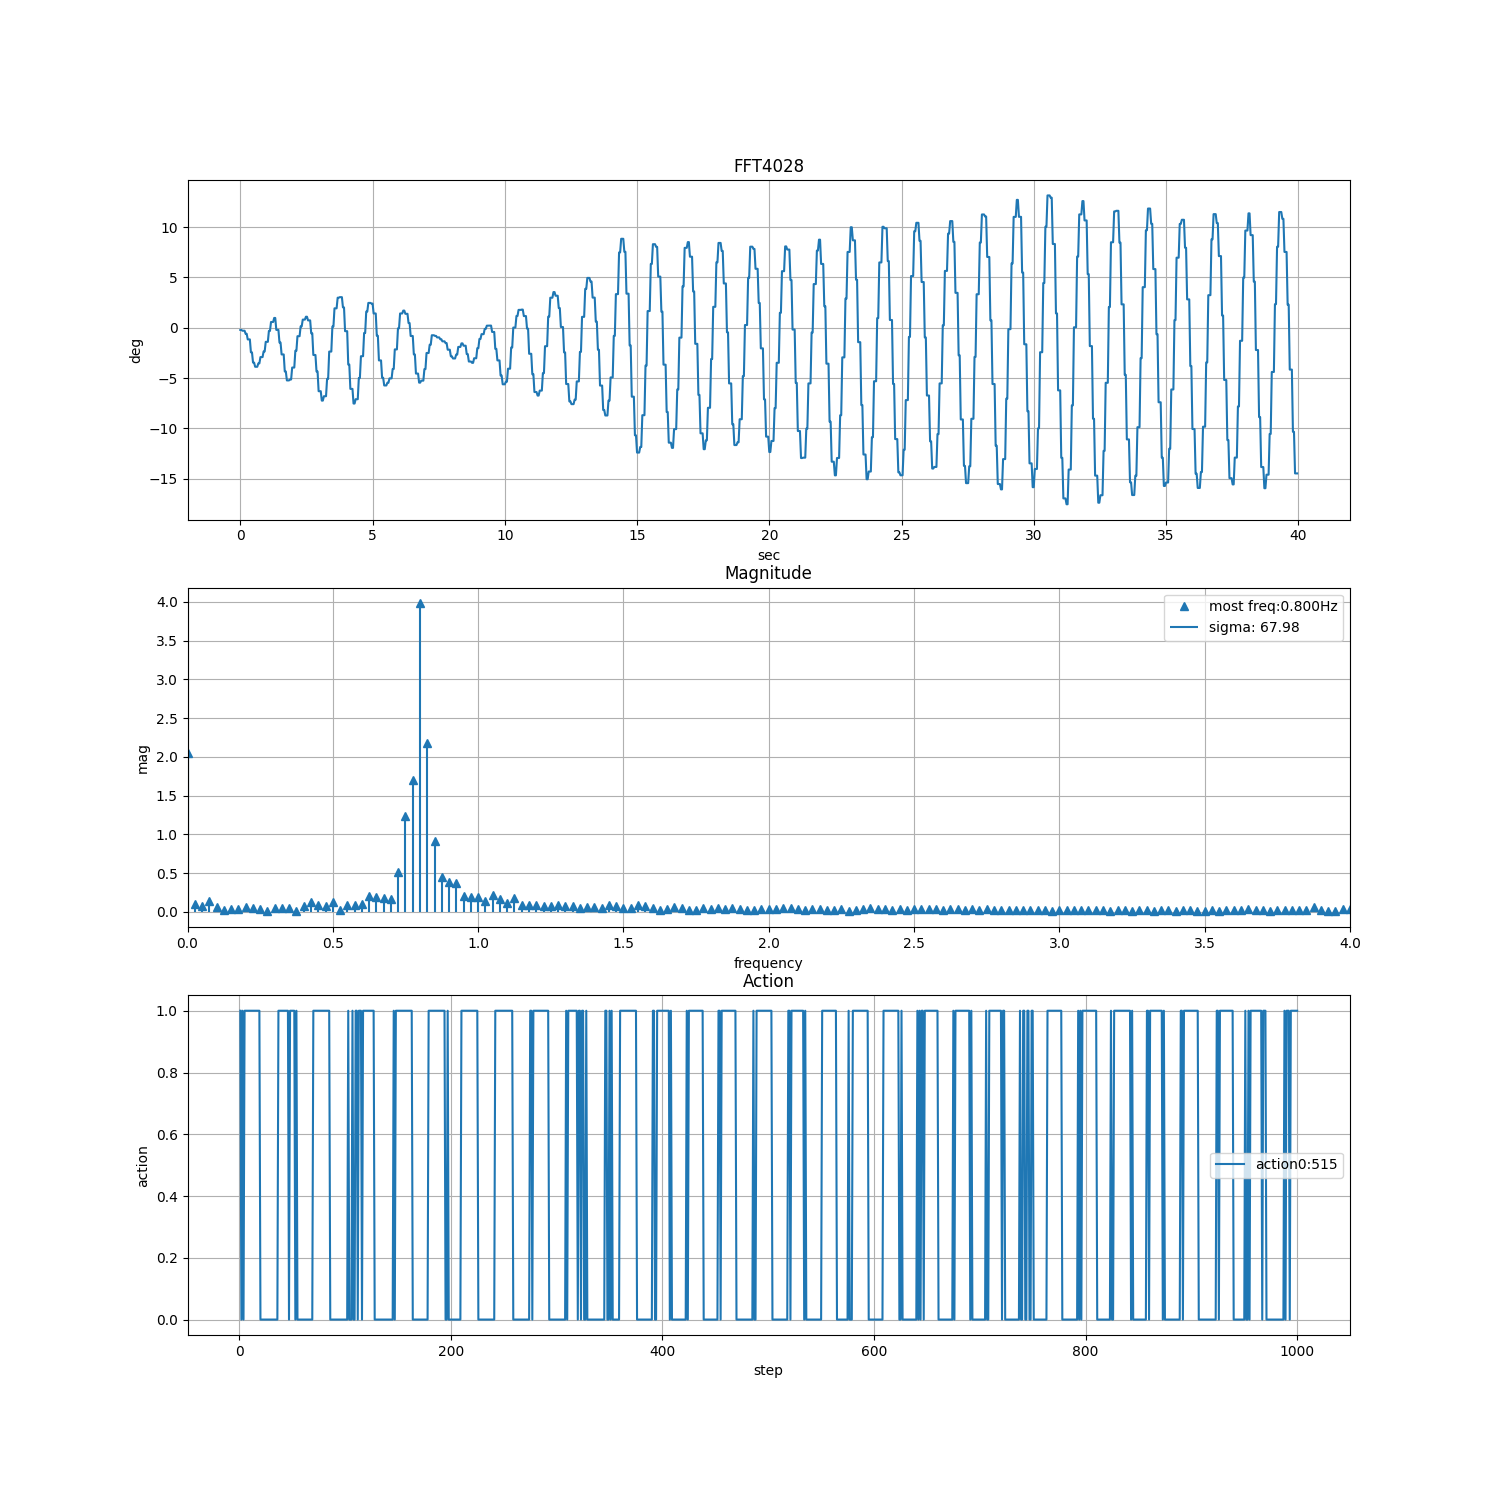 FFT4028
10
5
0
−5
−10
−15
deg
0 5 10 15 20 25 30 35 40
sec
Magnitude
4.0
3.5
3.0
2.5
2.0
1.5
1.0
0.5
0.0
mag
most freq:0.800Hz
sigma: 67.98
0.0 0.5 1.0 1.5 2.0 2.5 3.0 3.5 4.0
frequency
Action
1.0
0.8
0.6
0.4
0.2
0.0
action
action0:515
0 200 400 600 800 1000
step